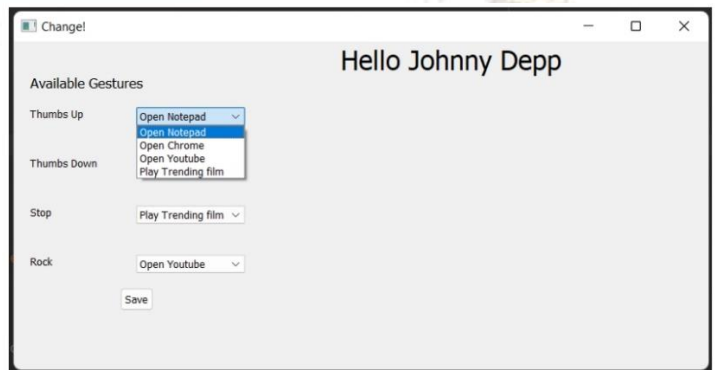 Change!
Hello Johnny Depp
Available Gestures
Thumbs Up
Open Notepad
Open Notepad
Open Chrome
Open Youtube
Play Trending film
Thumbs Down
Stop
Play Trending film
Rock
Open Youtube
Save